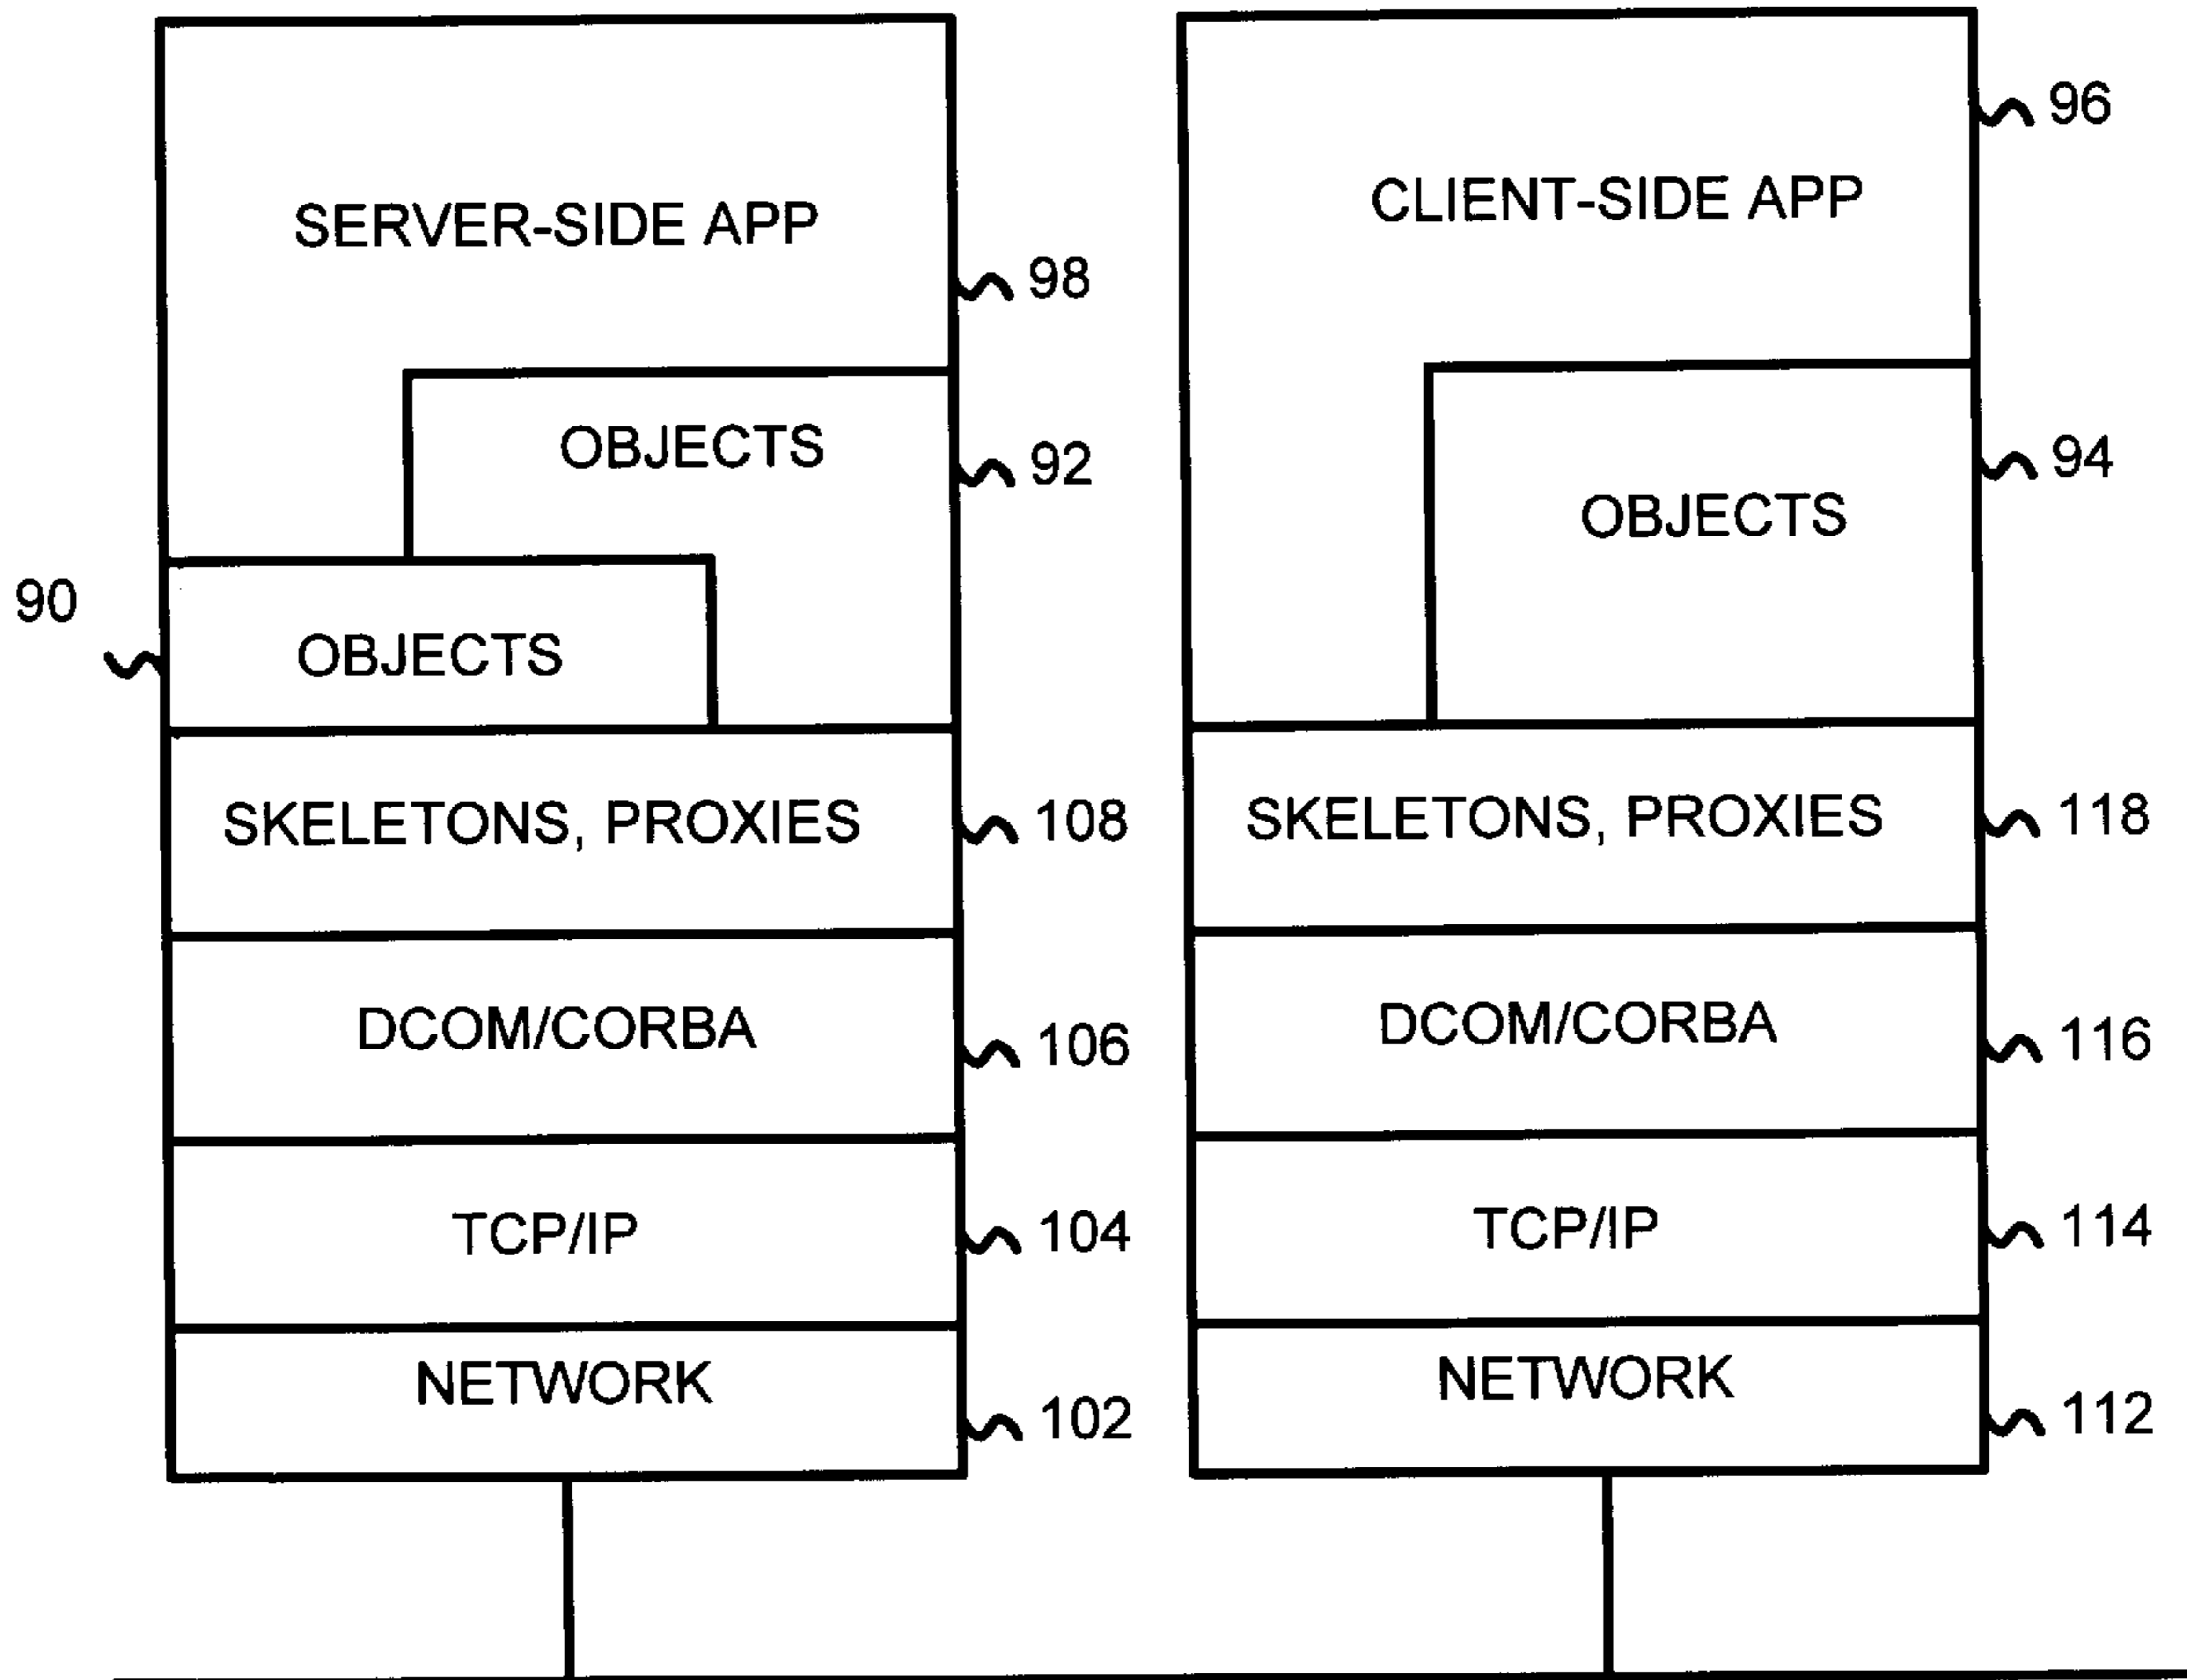 SERVER-SIDE APP
98
OBJECTS
92
90
OBJECTS
SKELETONS, PROXIES
108
DCOM/CORBA
106
TCP/IP
104
NETWORK
102
CLIENT-SIDE APP
96
OBJECTS
94
SKELETONS, PROXIES
118
DCOM/CORBA
116
TCP/IP
114
NETWORK
112